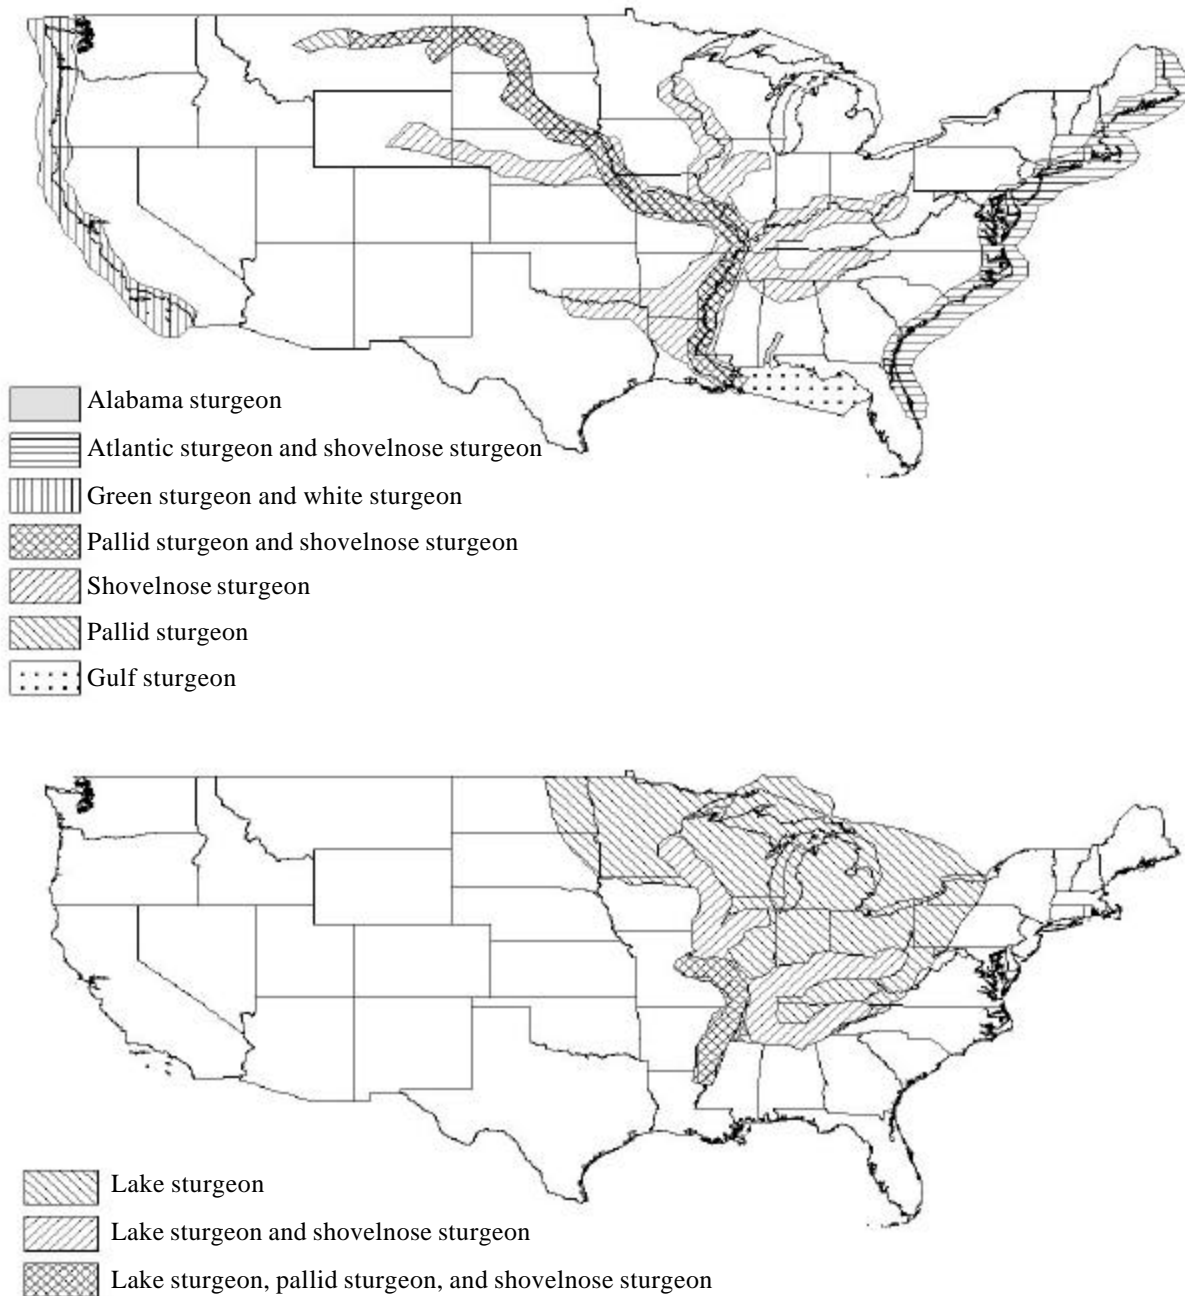 Alabama sturgeon
Atlantic sturgeon and shovelnose sturgeon
Green sturgeon and white sturgeon
Pallid sturgeon and shovelnose sturgeon
Shovelnose sturgeon
Pallid sturgeon
Gulf sturgeon
Lake sturgeon
Lake sturgeon and shovelnose sturgeon
Lake sturgeon, pallid sturgeon, and shovelnose sturgeon